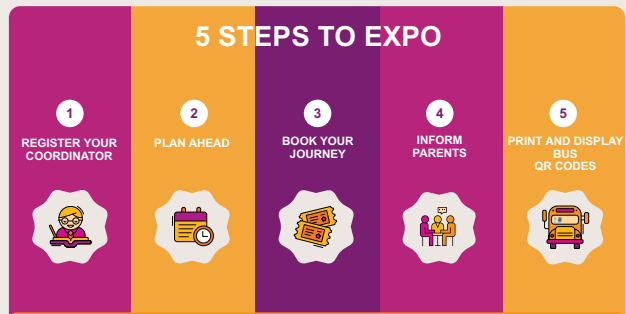 5 STEPS TO EXPO
1
REGISTER YOUR
COORDINATOR
2
PLAN AHEAD
3
BOOK YOUR
JOURNEY
4
INFORM
PARENTS
5
PRINT AND DISPLAY
BUS
QR CODES